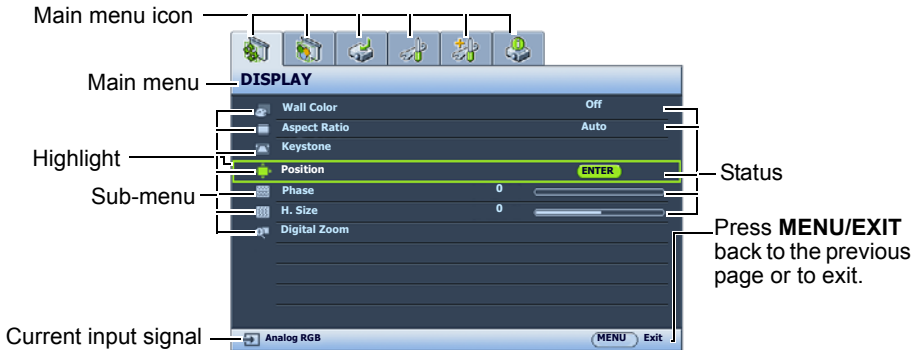 Main menu icon
Main menu
DISPLAY
Wall Color Off
Aspect Ratio Auto
Keystone
Highlight
Position ENTER
Status
Sub-menu
Phase 0
H. Size 0
Digital Zoom
Press MENU/EXIT
back to the previous
page or to exit.
Current input signal
Analog RGB
MENU Exit